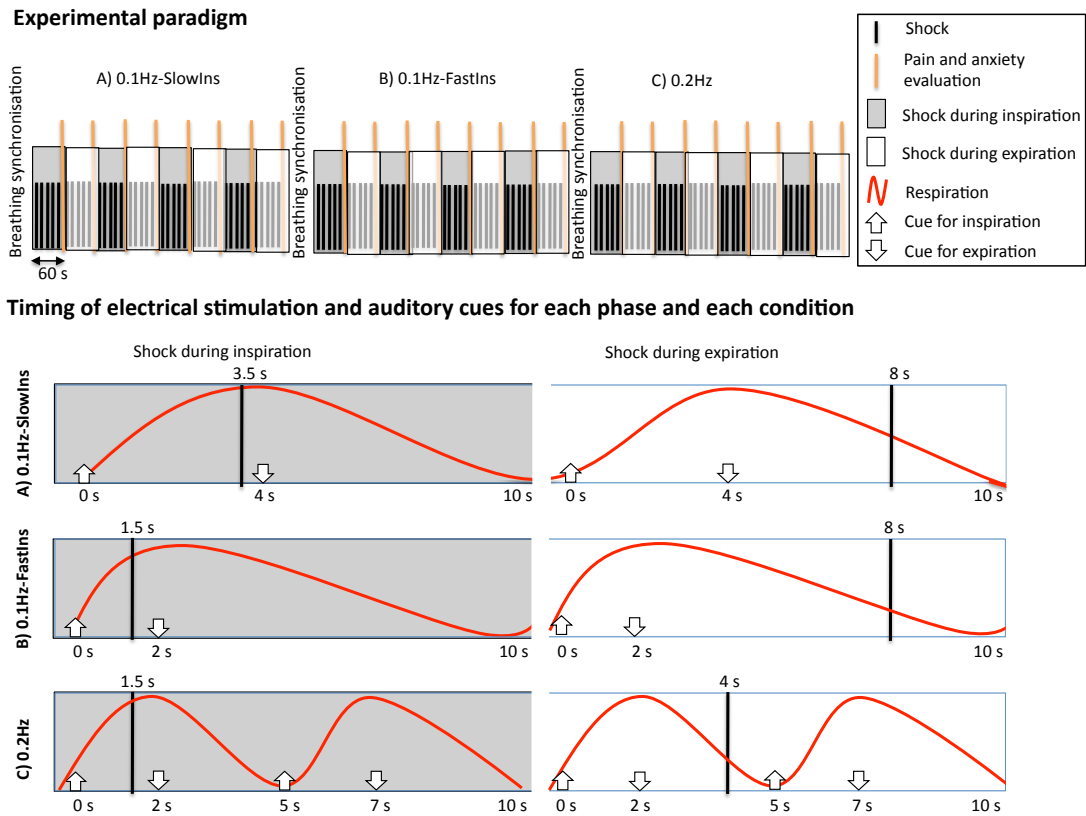 Experimental paradigm
A) 0.1Hz-SlowIns
B) 0.1Hz-FastIns
C) 0.2Hz
Breathing synchronisation
Breathing synchronisation
Breathing synchronisation
60 s
Shock
Pain and anxiety
evaluation
Shock during inspiration
Shock during expiration
Respiration
Cue for inspiration
Cue for expiration
Timing of electrical stimulation and auditory cues for each phase and each condition
Shock during inspiration
Shock during expiration
A) 0.1Hz-SlowIns
3.5 s
0 s
4 s
10 s
8 s
0 s
4 s
10 s
B) 0.1Hz-FastIns
1.5 s
0 s
2 s
10 s
8 s
0 s
2 s
10 s
C) 0.2Hz
1.5 s
0 s
2 s
5 s
7 s
10 s
4 s
0 s
2 s
5 s
7 s
10 s